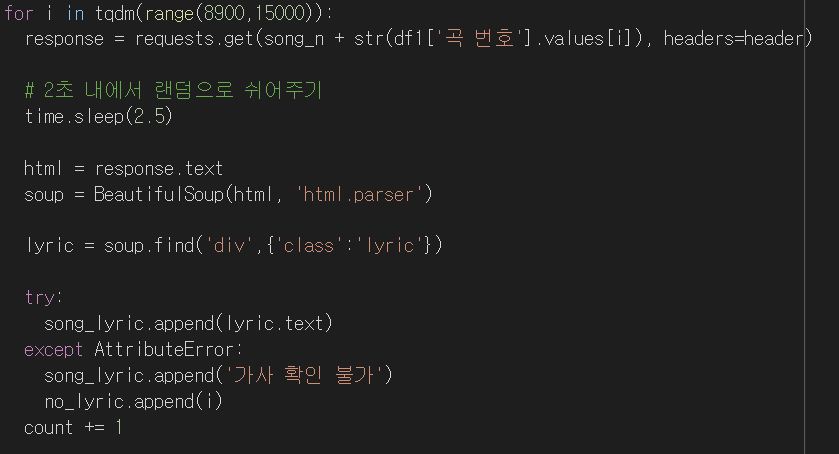 for i in tqdm(range(8900,15000)):
response = requests.get(song_n + str(df1['곡 번호'].values[i]), headers=header)
# 2초 내에서 랜덤으로 쉬어주기
time.sleep(2.5)
html = response.text
soup = BeautifulSoup(html, 'html.parser')
lyric = soup.find('div',{'class':'lyric'})
try:
song_lyric.append(lyric.text)
except AttributeError:
song_lyric.append('가사 확인 불가')
no_lyric.append(i)
count += 1